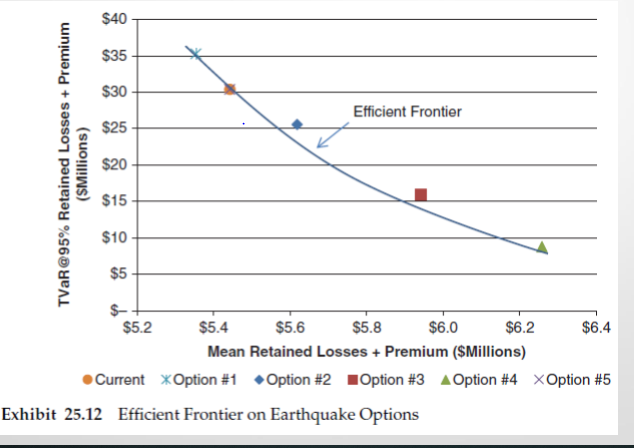 TVaR@95% Retained Losses + Premium
($Millions)
$40
$35
$30
$25
$20
$15
$10
$5
$-
Efficient Frontier
$5.2 $5.4 $5.6 $5.8 $6.0 $6.2 $6.4
Mean Retained Losses + Premium ($Millions)
Current Option #1 Option #2 Option #3 Option #4 Option #5
Exhibit 25.12 Efficient Frontier on Earthquake Options